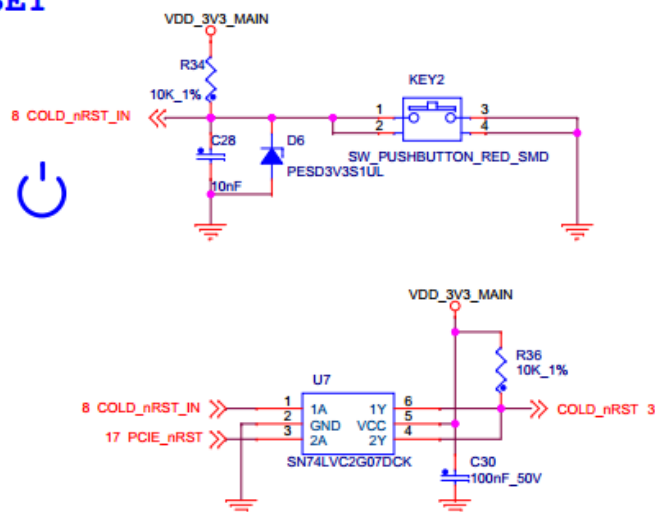 VDD_3V3_MAIN
R34
10K_1%
KEY2
8 COLD_nRST_IN
1
3
2
4
C28
D6
SW_PUSHBUTTON_RED_SMD
PESD3V3S1UL
10nF
VDD_3V3_MAIN
R36
10K_1%
U7
8 COLD_nRST_IN
1
1A
1Y
6
COLD_nRST 3
2
GND
VCC
5
17 PCIE_nRST
3
2A
2Y
4
SN74LVC2G07DCK
C30
100nF_50V